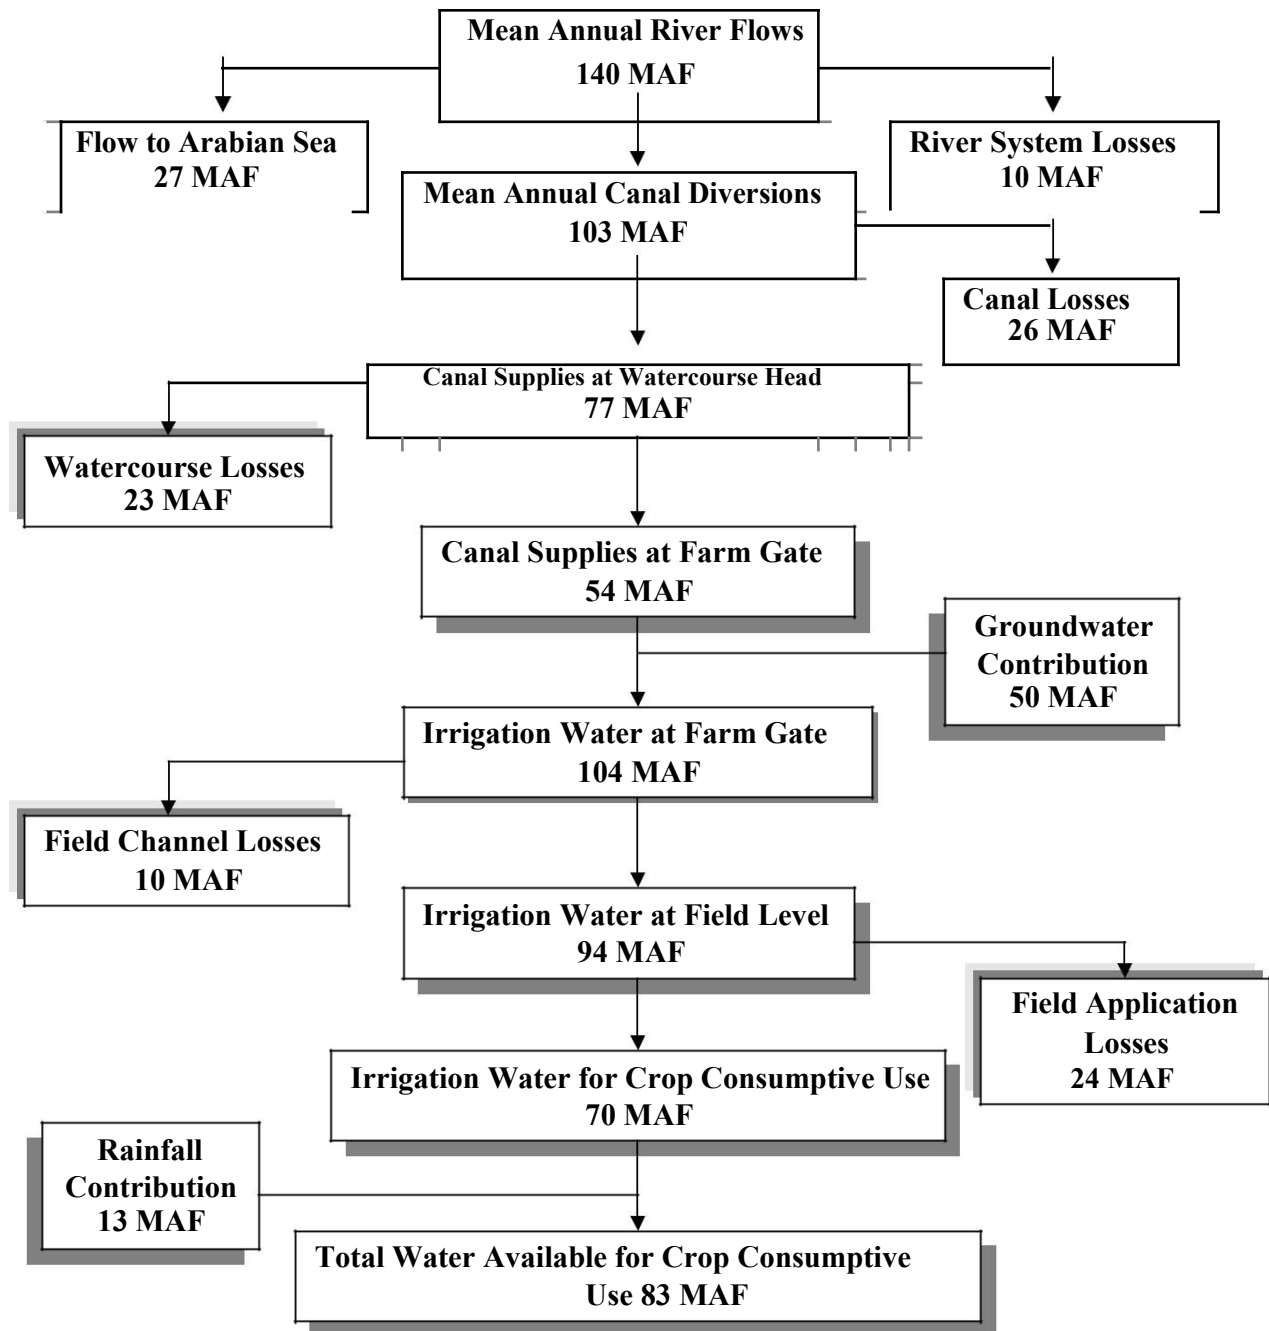 Mean Annual River Flows
140 MAF
Flow to Arabian Sea
27 MAF
River System Losses
10 MAF
Mean Annual Canal Diversions
103 MAF
Canal Losses
26 MAF
Canal Supplies at Watercourse Head
77 MAF
Watercourse Losses
23 MAF
Canal Supplies at Farm Gate
54 MAF
Groundwater
Contribution
50 MAF
Irrigation Water at Farm Gate
104 MAF
Field Channel Losses
10 MAF
Irrigation Water at Field Level
94 MAF
Field Application
Losses
24 MAF
Irrigation Water for Crop Consumptive Use
70 MAF
Rainfall
Contribution
13 MAF
Total Water Available for Crop Consumptive
Use 83 MAF